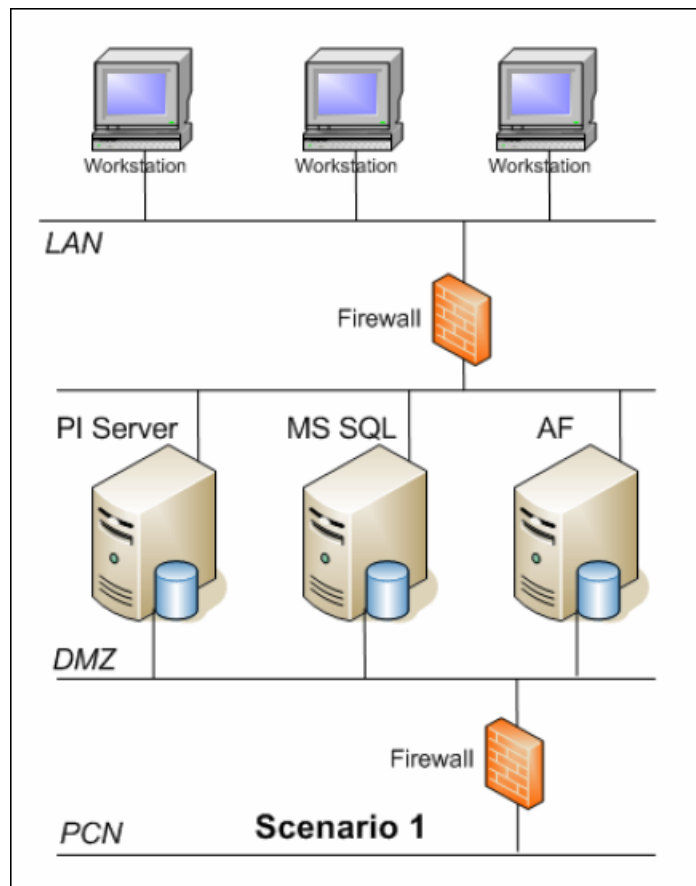 Workstation Workstation Workstation
LAN
Firewall
PI Server MS SQL AF
DMZ
Firewall
PCN Scenario 1